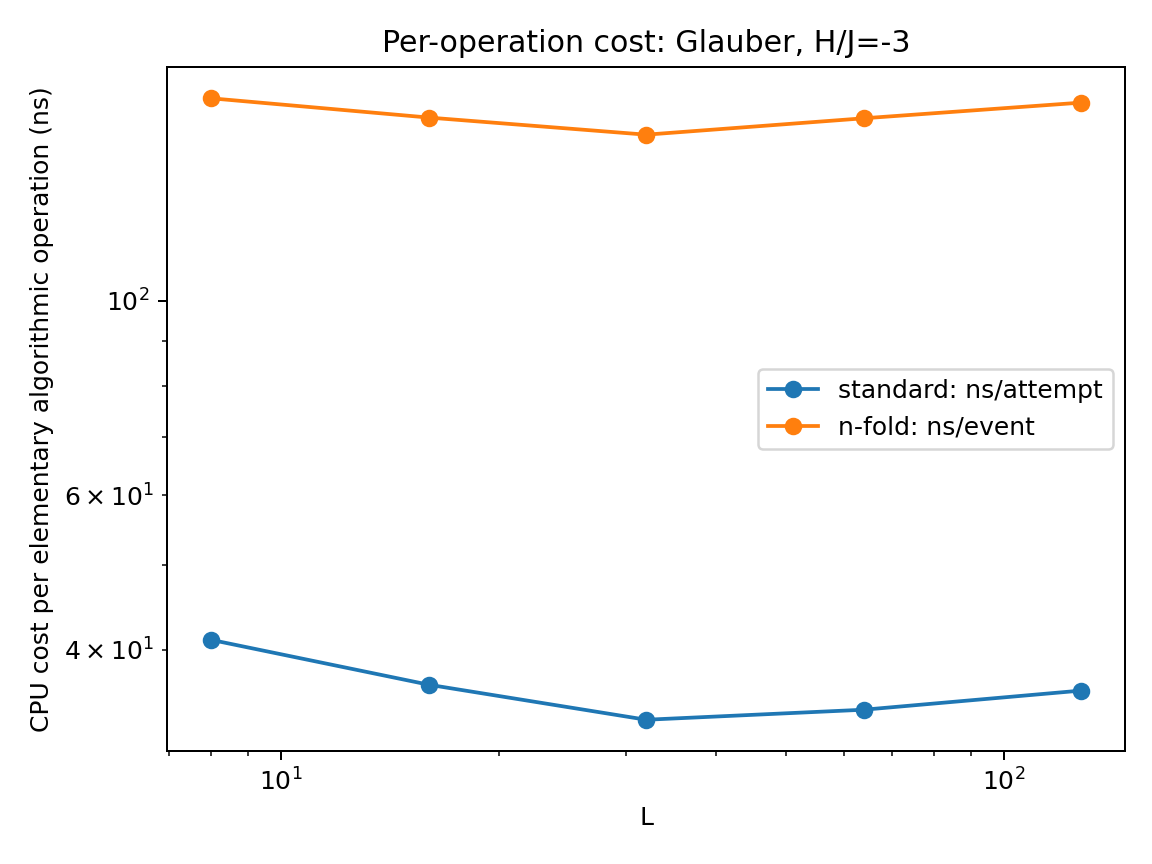 Per-operation cost: Glauber, H/J=-3
CPU cost per elementary algorithmic operation (ns)
10²
6 × 10¹
4 × 10¹
standard: ns/attempt
n-fold: ns/event
10¹
10²
L